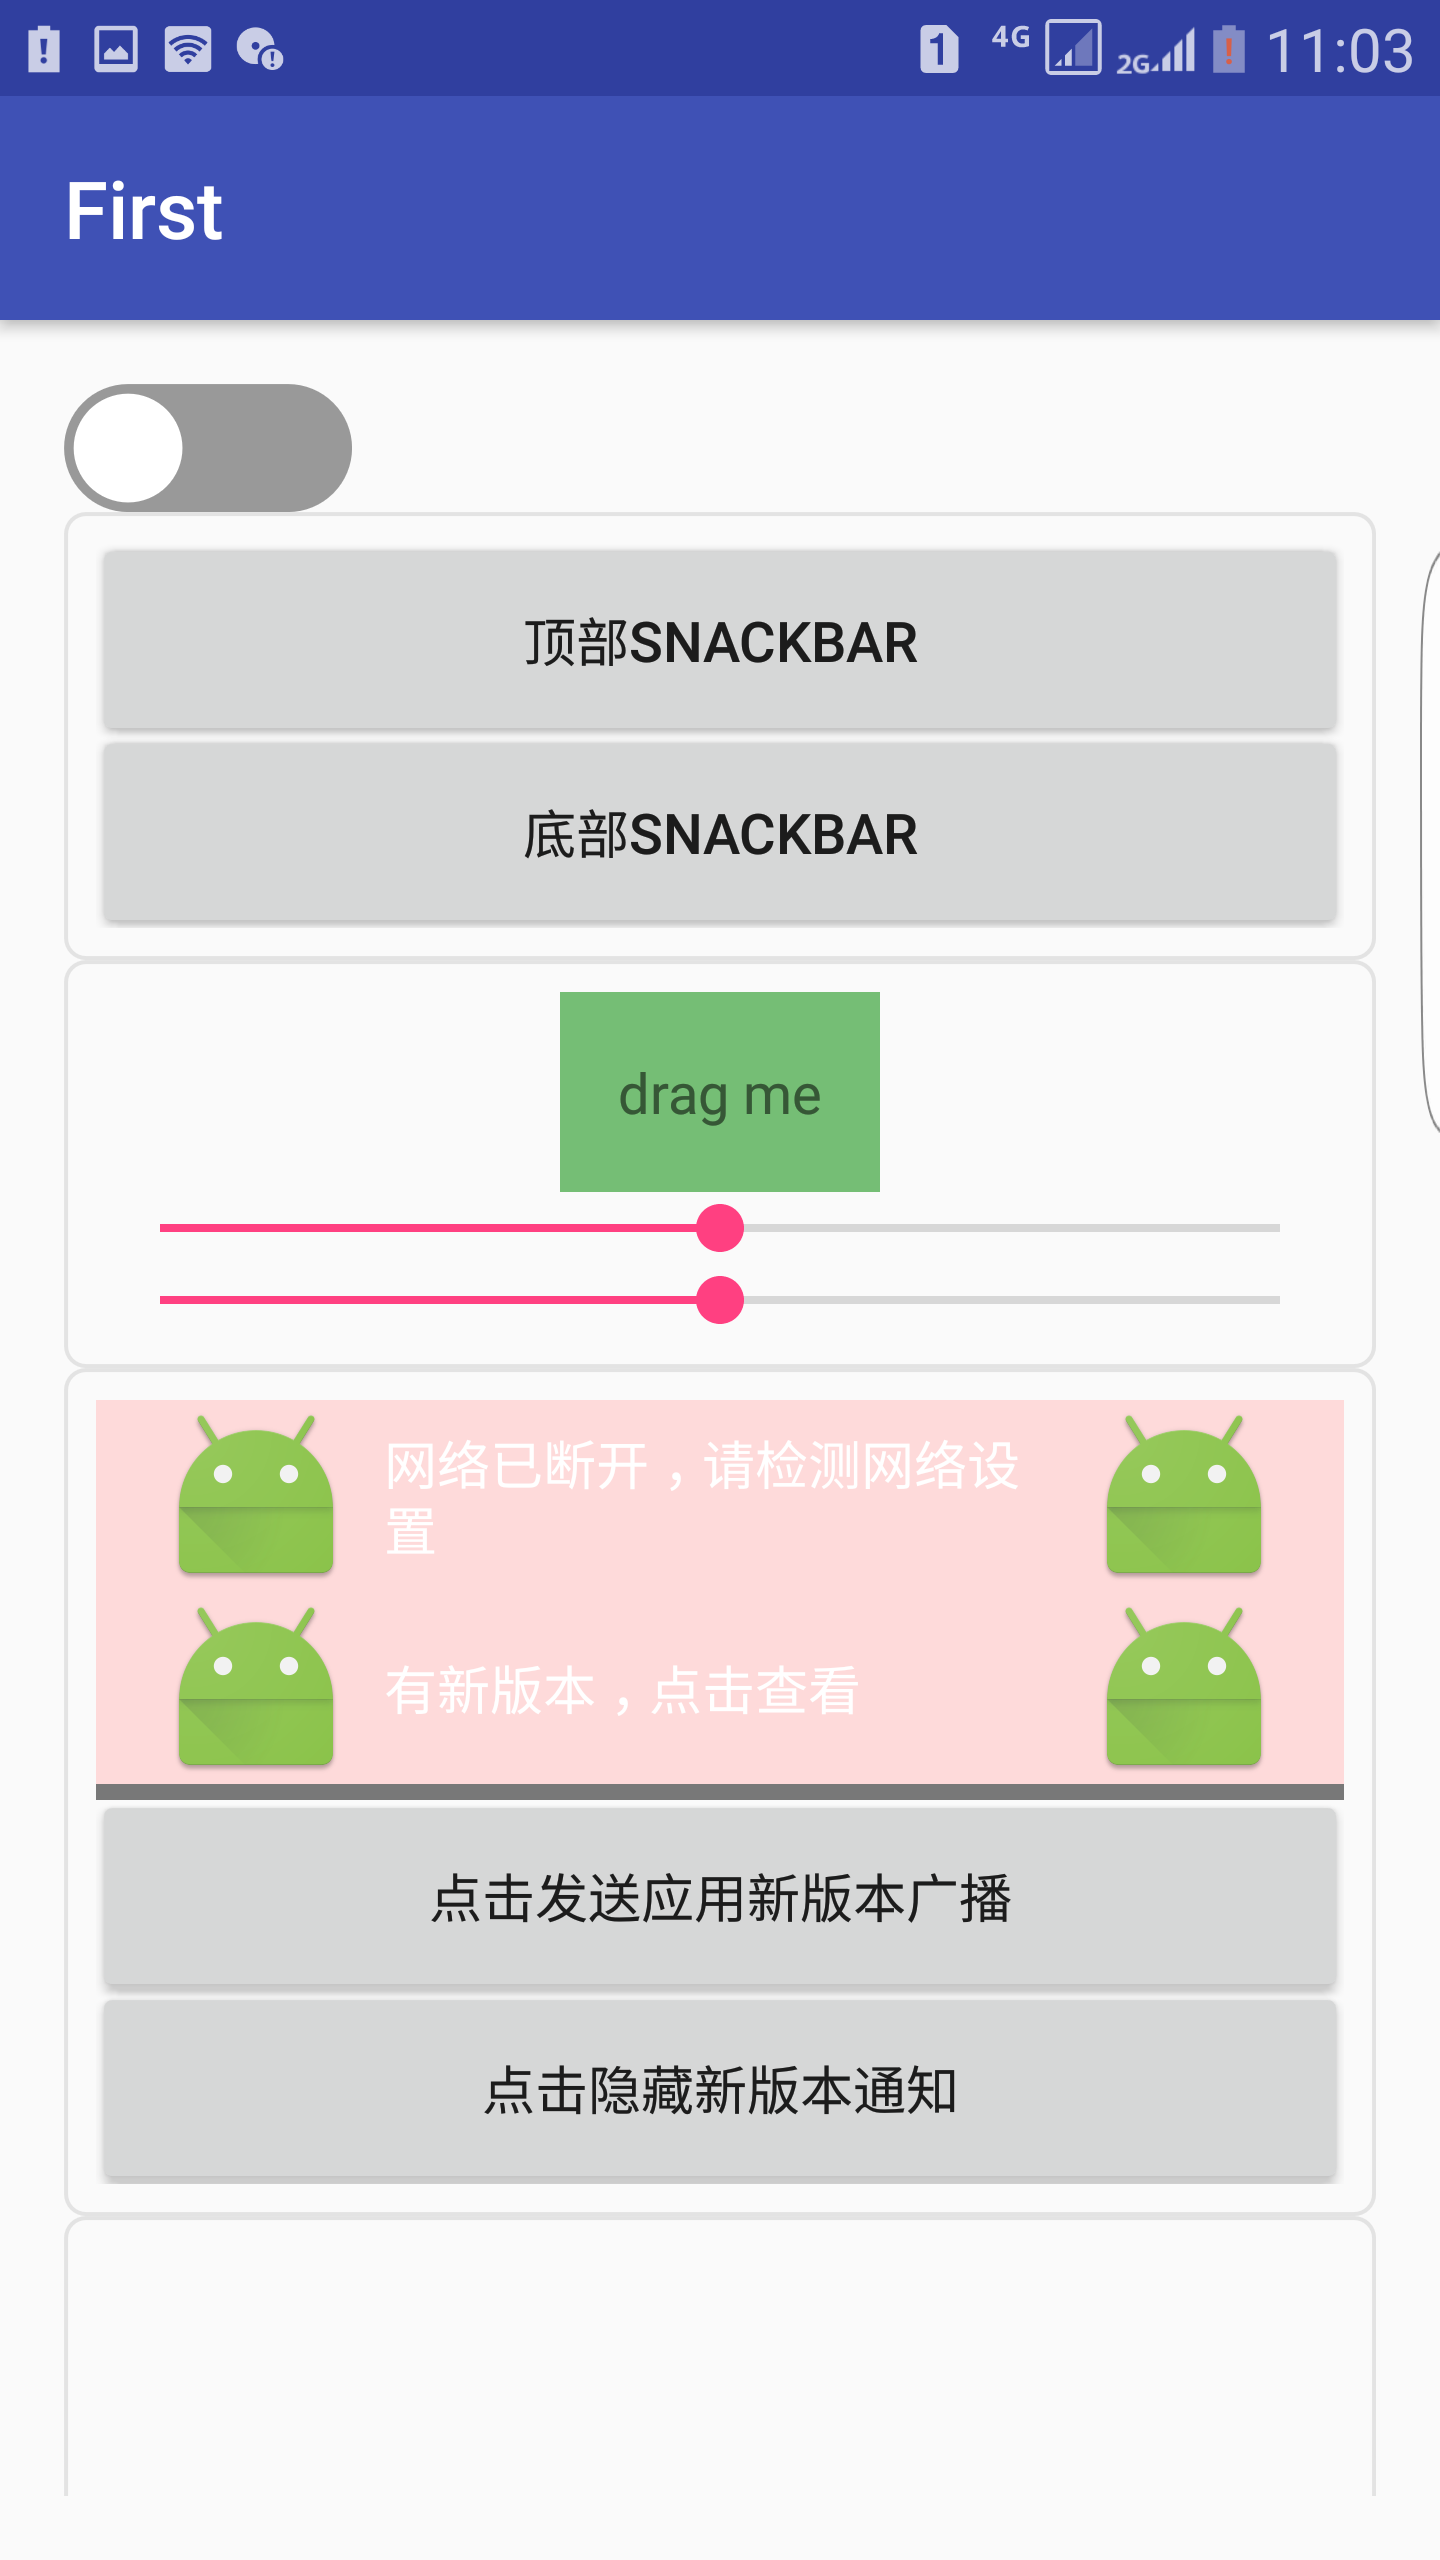 4G 2G 11:03
First
顶部SNACKBAR
底部SNACKBAR
drag me
网络已断开，请检测网络设
置
有新版本，点击查看
点击发送应用新版本广播
点击隐藏新版本通知